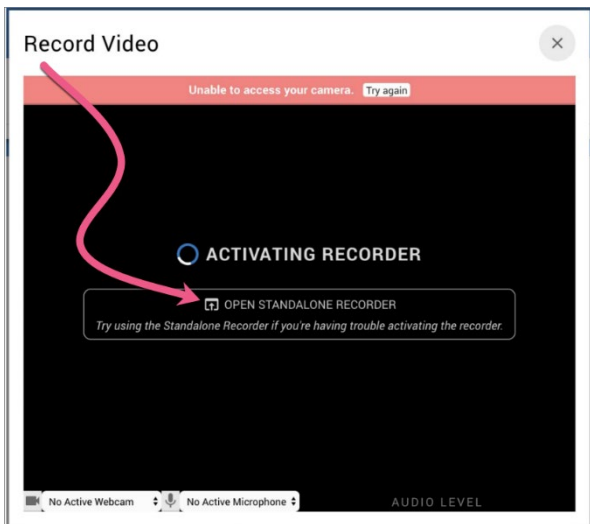 Record Video
Unable to access your camera. Try again
ACTIVATING RECORDER
OPEN STANDALONE RECORDER
Try using the Standalone Recorder if you're having trouble activating the recorder.
No Active Webcam No Active Microphone AUDIO LEVEL